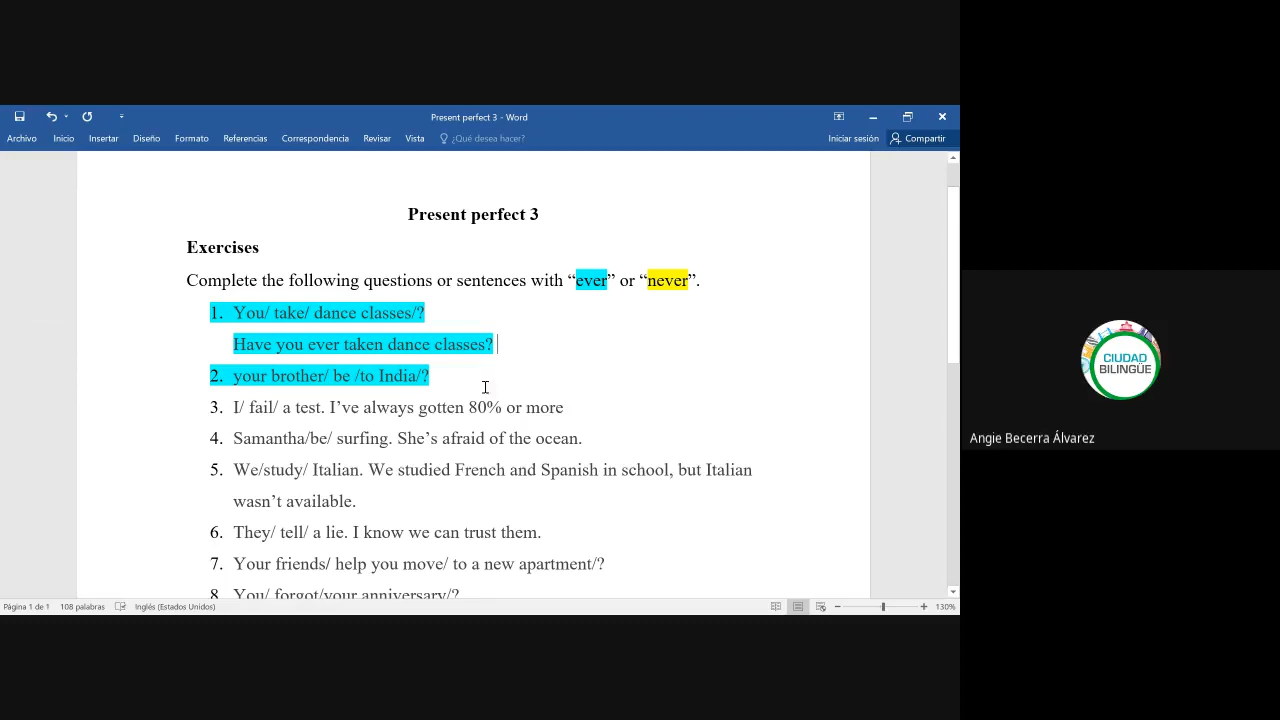 Present perfect 3 - Word
Archivo Inicio Insertar Diseño Formato Referencias Correspondencia Revisar Vista ¿Qué desea hacer? Iniciar sesión Compartir
Present perfect 3
Exercises
Complete the following questions or sentences with “ever” or “never”.
1. You/ take/ dance classes/?
Have you ever taken dance classes?
2. your brother/ be /to India/?
3. I/ fail/ a test. I’ve always gotten 80% or more
4. Samantha/be/ surfing. She’s afraid of the ocean.
5. We/study/ Italian. We studied French and Spanish in school, but Italian
wasn’t available.
6. They/ tell/ a lie. I know we can trust them.
7. Your friends/ help you move/ to a new apartment/?
8. You/ forgot/your anniversary/?
Página 1 de 1 108 palabras Inglés (Estados Unidos) 130%
CIUDAD
BILINGÜE
Angie Becerra Álvarez